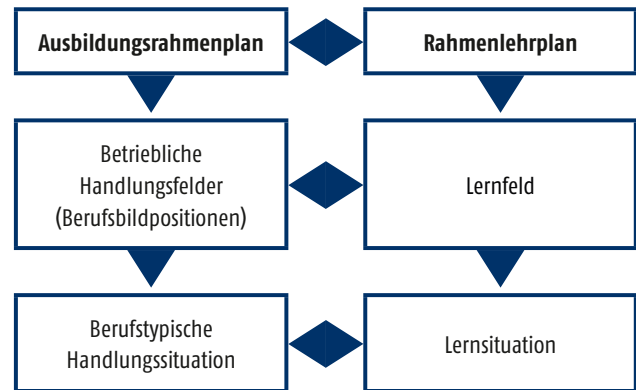 Ausbildungsrahmenplan
Rahmenlehrplan
Betriebliche
Handlungsfelder
(Berufsbildpositionen)
Lernfeld
Berufstypische
Handlungssituation
Lernsituation